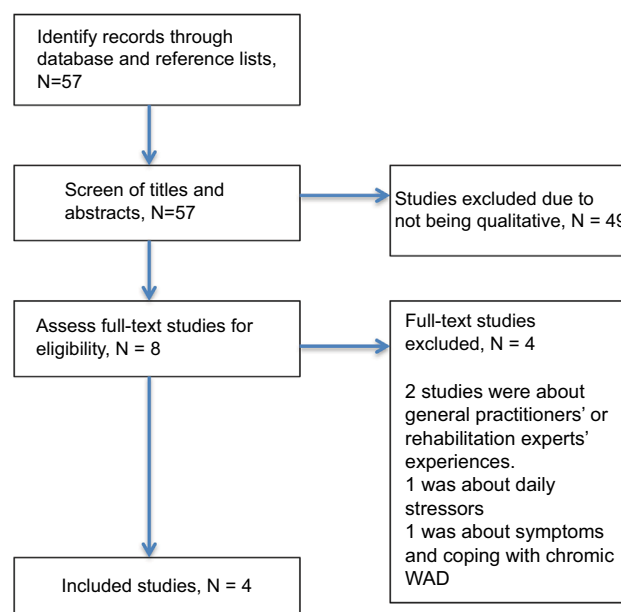 Identify records through
database and reference lists,
N=57
Screen of titles and
abstracts, N=57
Studies excluded due to
not being qualitative, N = 49
Assess full-text studies for
eligibility, N = 8
Full-text studies
excluded, N = 4
2 studies were about
general practitioners’ or
rehabilitation experts’
experiences.
1 was about daily
stressors
1 was about symptoms
and coping with chromic
WAD
Included studies, N = 4